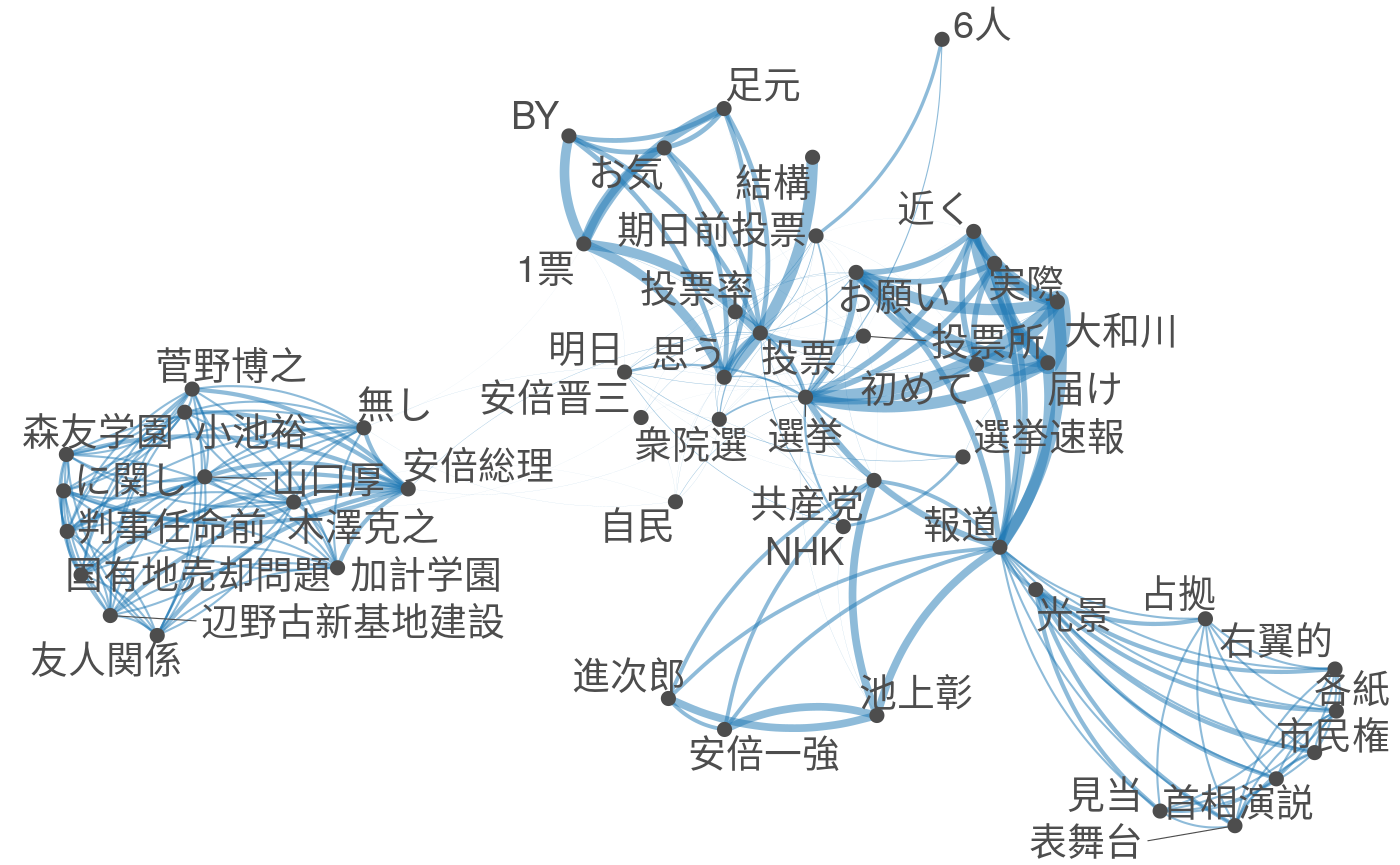 6人
足元
BY
お気
結構
期日前投票
近く
1票
投票率
お願い
実際
大和川
明日
思う
投票
投票所
安倍晋三
初めて
届け
菅野博之
無し
森友学園
小池裕
衆院選
選挙
選挙速報
に関し
山口厚
安倍総理
判事任命前
木澤克之
自民
共産党
報道
NHK
国有地売却問題
加計学園
占拠
光景
辺野古新基地建設
右翼的
友人関係
進次郎
池上彰
各紙
市民権
安倍一強
見当
首相演説
表舞台